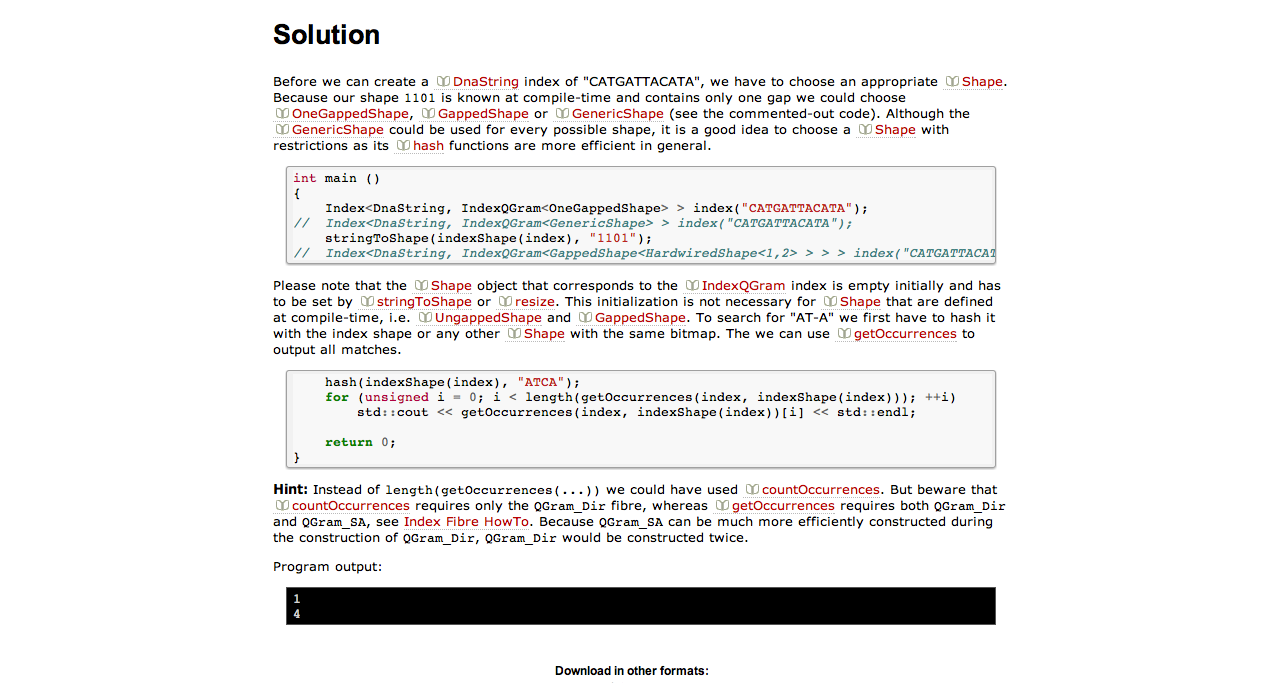 Solution
Before we can create a DnaString index of "CATGATTACATA", we have to choose an appropriate Shape.
Because our shape 1101 is known at compile-time and contains only one gap we could choose
OneGappedShape, GappedShape or GenericShape (see the commented-out code). Although the
GenericShape could be used for every possible shape, it is a good idea to choose a Shape with
restrictions as its hash functions are more efficient in general.
int main ()
{
    Index<DnaString, IndexQGram<OneGappedShape> > index("CATGATTACATA");
//  Index<DnaString, IndexQGram<GenericShape> > index("CATGATTACATA");
    stringToShape(indexShape(index), "1101");
//  Index<DnaString, IndexQGram<GappedShape<HardwiredShape<1,2> > > > index("CATGATTACAT
Please note that the Shape object that corresponds to the IndexQGram index is empty initially and has
to be set by stringToShape or resize. This initialization is not necessary for Shape that are defined
at compile-time, i.e. UngappedShape and GappedShape. To search for "AT-A" we first have to hash it
with the index shape or any other Shape with the same bitmap. The we can use getOccurrences to
output all matches.
    hash(indexShape(index), "ATCA");
    for (unsigned i = 0; i < length(getOccurrences(index, indexShape(index))); ++i)
        std::cout << getOccurrences(index, indexShape(index))[i] << std::endl;
    return 0;
}
Hint: Instead of length(getOccurrences(...)) we could have used countOccurrences. But beware that
countOccurrences requires only the QGram_Dir fibre, whereas getOccurrences requires both QGram_Dir
and QGram_SA, see Index Fibre HowTo. Because QGram_SA can be much more efficiently constructed during
the construction of QGram_Dir, QGram_Dir would be constructed twice.
Program output:
1
4
Download in other formats: